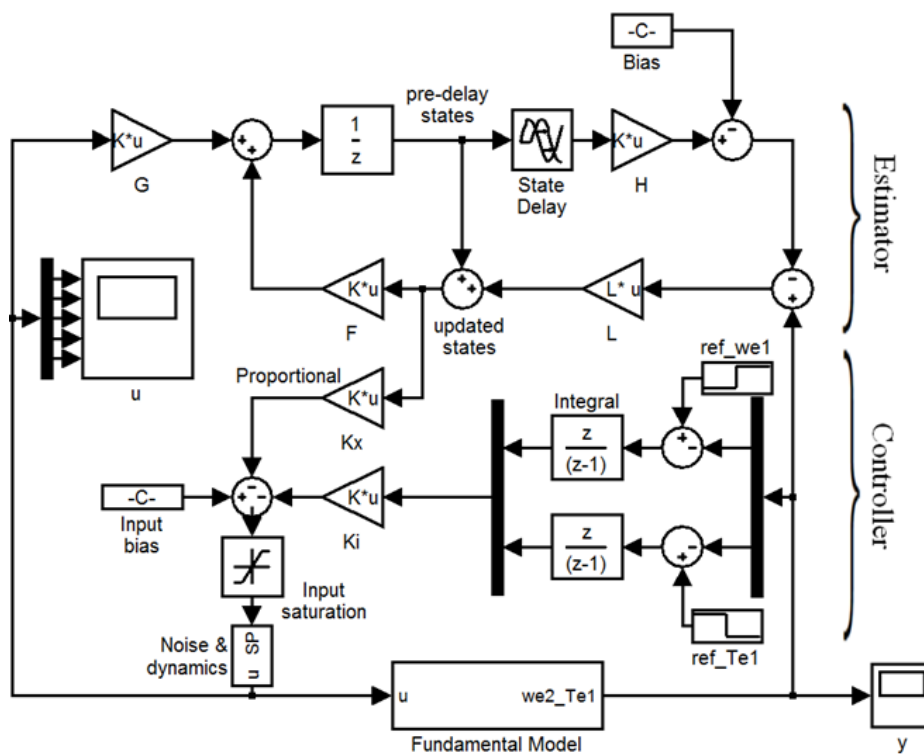 -C-
Bias
pre-delay
states
K*u
G
+
+
1
z
State
Delay
K*u
H
+
-
Estimator
u
K*u
F
+
+
updated
states
L* u
L
-
+
ref_we1
Proportional
K*u
Kx
Integral
z
(z-1)
+
-
Controller
-C-
Input
bias
+
-
-
K*u
Ki
z
(z-1)
-
+
Input
saturation
ref_Te1
Noise &
dynamics
u SP
u
we2_Te1
Fundamental Model
y